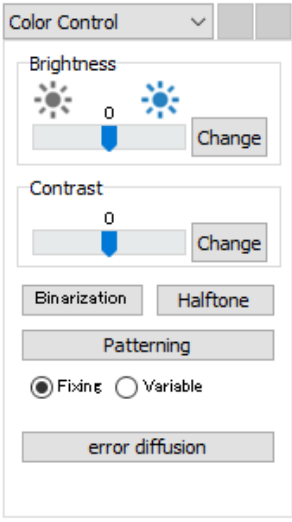 Color Control
Brightness
0
Change
Contrast
0
Change
Binarization Halftone
Patterning
Fixing Variable
error diffusion